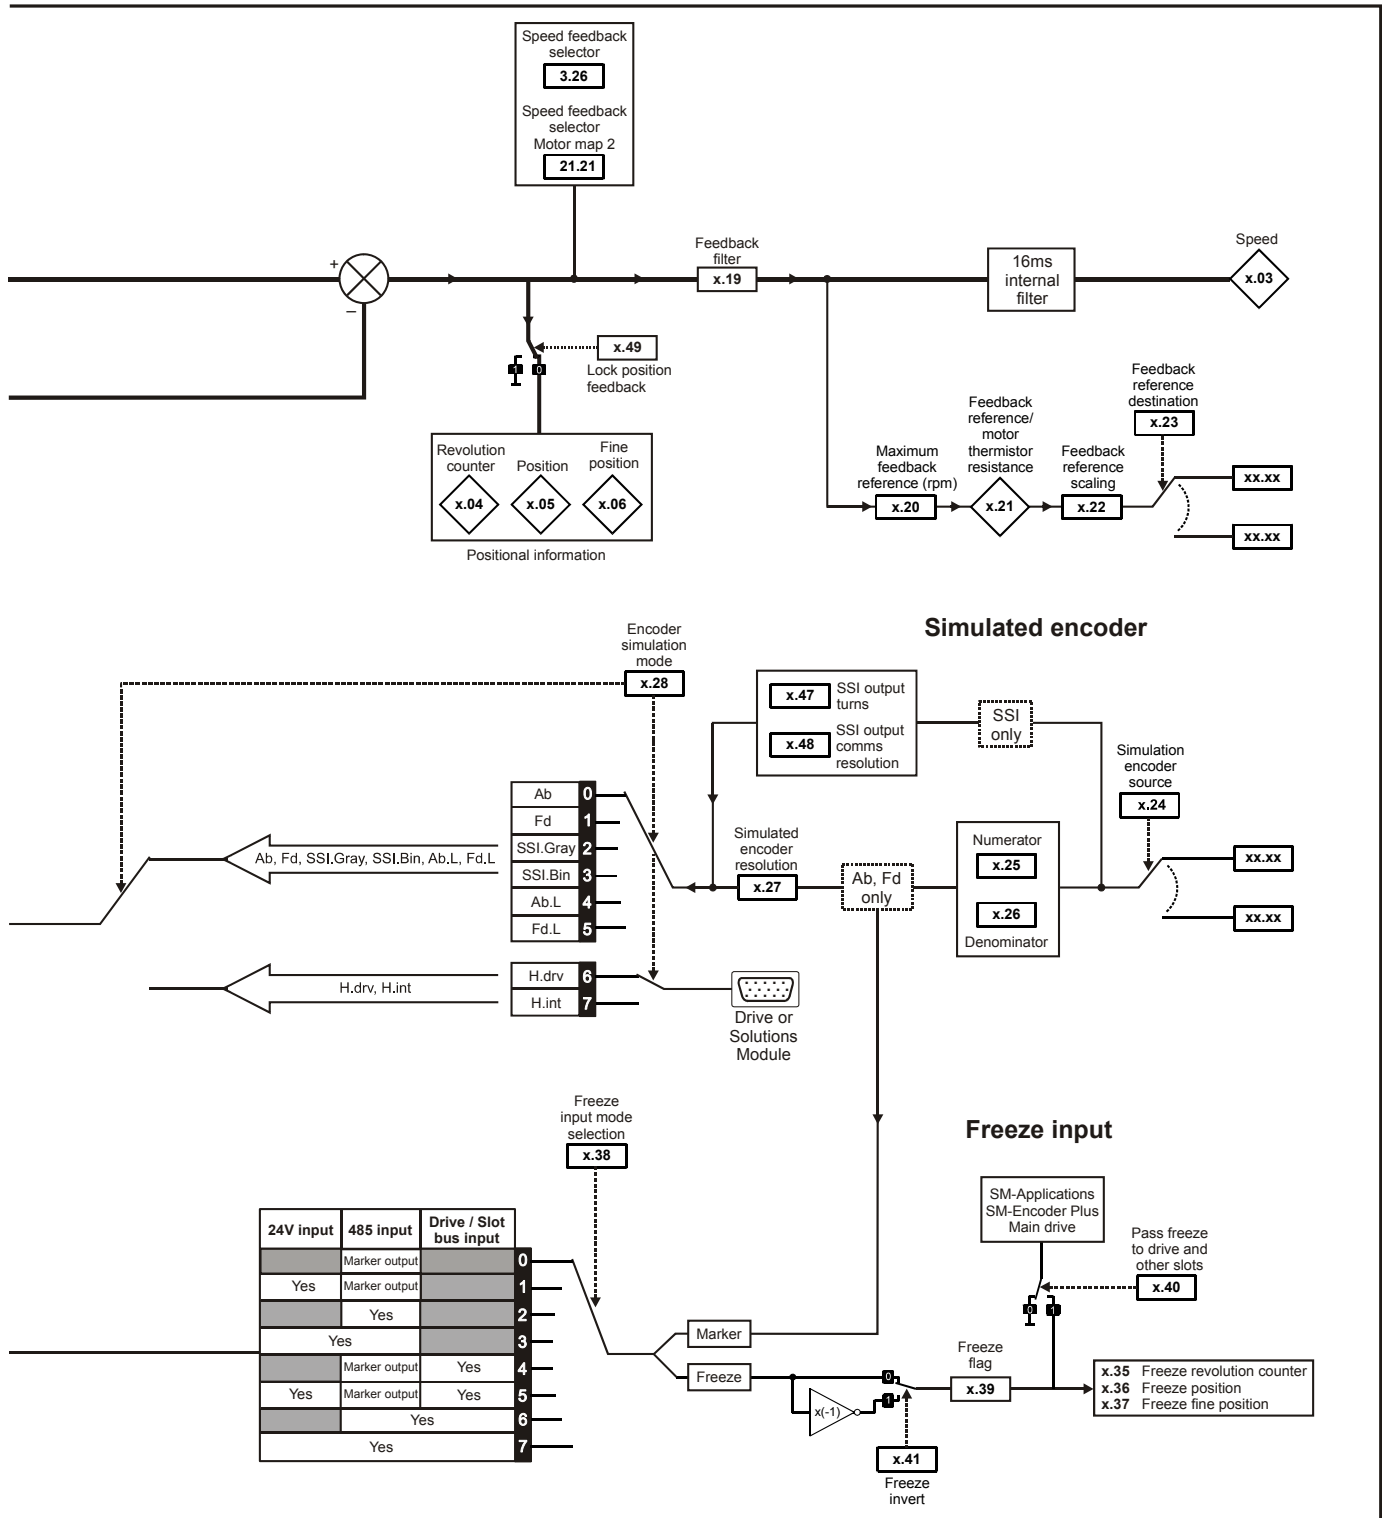 Speed feedback
selector
3.26
Speed feedback
selector
Motor map 2
21.21
+
−
Feedback
filter
x.19
16ms
internal
filter
Speed
x.03
x.49
Lock position
feedback
1
0
Revolution
counter
x.04
Position
x.05
Fine
position
x.06
Positional information
Maximum
feedback
reference (rpm)
x.20
Feedback
reference/
motor
thermistor
resistance
x.21
Feedback
reference
scaling
x.22
Feedback
reference
destination
x.23
xx.xx
xx.xx
Simulated encoder
Encoder
simulation
mode
x.28
x.47 SSI output
turns
x.48 SSI output
comms
resolution
SSI
only
Simulation
encoder
source
x.24
xx.xx
xx.xx
Ab 0
Fd 1
SSI.Gray 2
SSI.Bin 3
Ab.L 4
Fd.L 5
Ab, Fd, SSI.Gray, SSI.Bin, Ab.L, Fd.L
Simulated
encoder
resolution
x.27
Ab, Fd
only
Numerator
x.25
x.26
Denominator
H.drv 6
H.int 7
H.drv, H.int
Drive or
Solutions
Module
Freeze
input mode
selection
x.38
Freeze input
SM-Applications
SM-Encoder Plus
Main drive
Pass freeze
to drive and
other slots
x.40
0
1
24V input 485 input Drive / Slot
bus input
Marker output 0
Yes Marker output 1
Yes 2
Yes 3
Marker output Yes 4
Yes Marker output Yes 5
Yes 6
Yes 7
Marker
Freeze
x(-1)
0
1
x.41
Freeze
invert
Freeze
flag
x.39
x.35 Freeze revolution counter
x.36 Freeze position
x.37 Freeze fine position